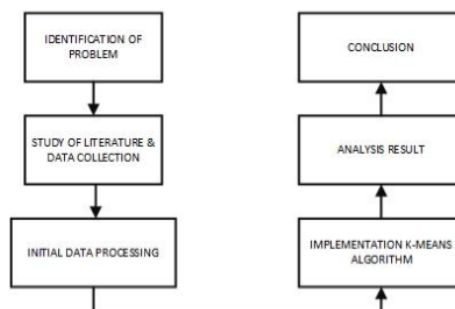 IDENTIFICATION OF
PROBLEM
STUDY OF LITERATURE &
DATA COLLECTION
INITIAL DATA PROCESSING
IMPLEMENTATION K-MEANS
ALGORITHM
ANALYSIS RESULT
CONCLUSION